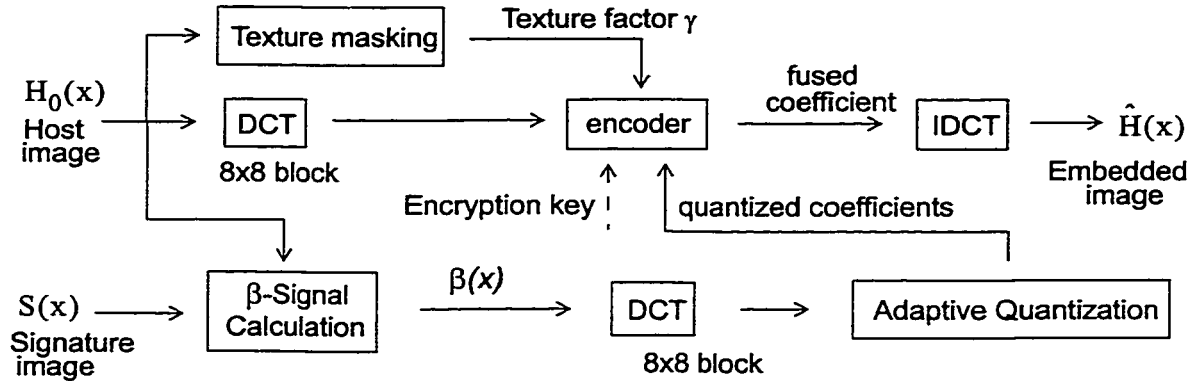 Texture masking
Texture factor γ
H₀(x)
Host
image
DCT
8x8 block
encoder
fused
coefficient
IDCT
Ĥ(x)
Embedded
image
Encryption key
quantized coefficients
S(x)
Signature
image
β-Signal
Calculation
β(x)
DCT
8x8 block
Adaptive Quantization